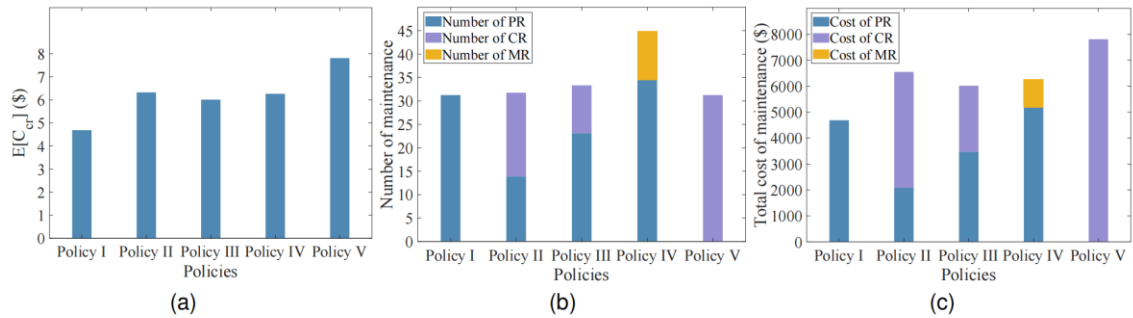 (a)
E[C_cr] ($)
8
7
6
5
4
3
2
1
0
Policy I Policy II Policy III Policy IV Policy V
Policies
(b)
Number of PR
Number of CR
Number of MR
Number of maintenance
45
40
35
30
25
20
15
10
5
0
Policy I Policy II Policy III Policy IV Policy V
Policies
(c)
Cost of PR
Cost of CR
Cost of MR
Total cost of maintenance ($)
8000
7000
6000
5000
4000
3000
2000
1000
0
Policy I Policy II Policy III Policy IV Policy V
Policies
(a)
(b)
(c)